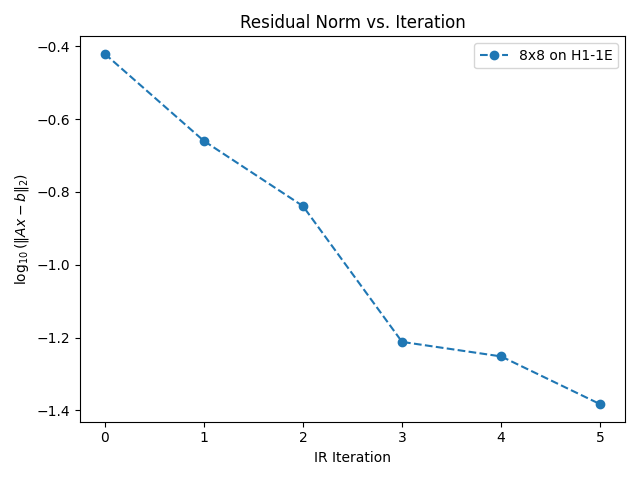 Residual Norm vs. Iteration
8x8 on H1-1E
−0.4
−0.6
−0.8
−1.0
−1.2
−1.4
log₁₀(∥Ax − b∥₂)
0 1 2 3 4 5
IR Iteration